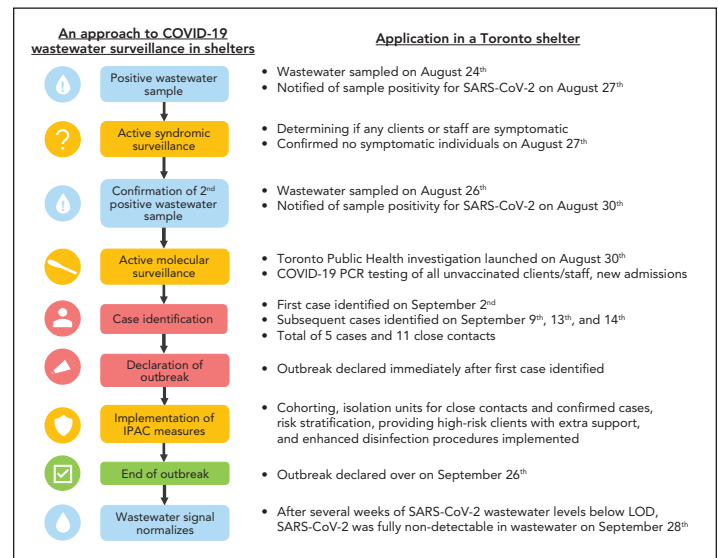 An approach to COVID-19
wastewater surveillance in shelters
Application in a Toronto shelter
Positive wastewater
sample
• Wastewater sampled on August 24th
• Notified of sample positivity for SARS-CoV-2 on August 27th
?
Active syndromic
surveillance
• Determining if any clients or staff are symptomatic
• Confirmed no symptomatic individuals on August 27th
Confirmation of 2nd
positive wastewater
sample
• Wastewater sampled on August 26th
• Notified of sample positivity for SARS-CoV-2 on August 30th
Active molecular
surveillance
• Toronto Public Health investigation launched on August 30th
• COVID-19 PCR testing of all unvaccinated clients/staff, new admissions
Case identification
• First case identified on September 2nd
• Subsequent cases identified on September 9th, 13th, and 14th
• Total of 5 cases and 11 close contacts
Declaration of
outbreak
• Outbreak declared immediately after first case identified
Implementation of
IPAC measures
• Cohorting, isolation units for close contacts and confirmed cases,
risk stratification, providing high-risk clients with extra support,
and enhanced disinfection procedures implemented
End of outbreak
• Outbreak declared over on September 26th
Wastewater signal
normalizes
• After several weeks of SARS-CoV-2 wastewater levels below LOD,
SARS-CoV-2 was fully non-detectable in wastewater on September 28th